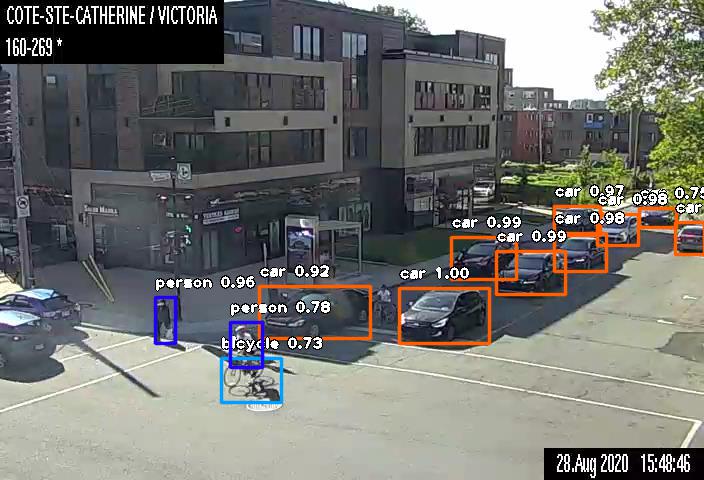 COTE-STE-CATHERINE / VICTORIA
160-269 *
car 0.97
car 0.98
car 0.75
car 0.99
car 0.98
car
car 0.99
person 0.96
car 0.92
car 1.00
person 0.78
bicycle 0.73
28.Aug 2020 15:48:46